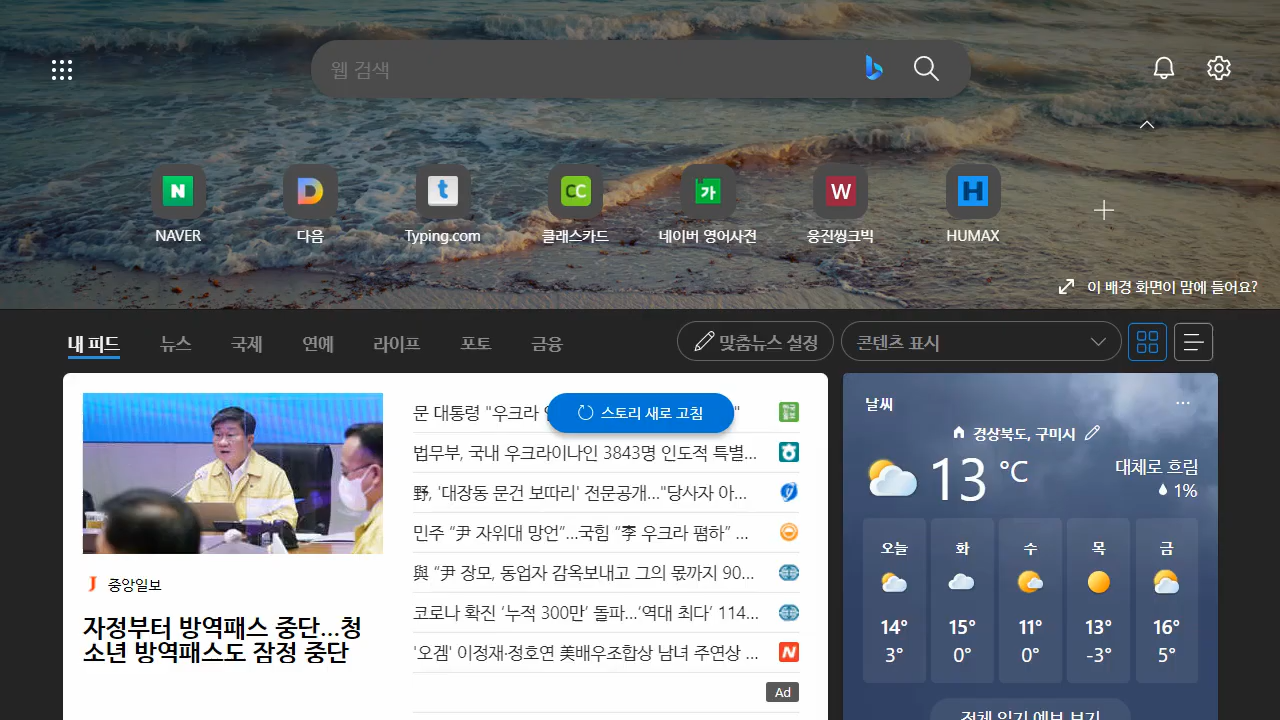 웹 검색
NAVER
다음
Typing.com
클래스카드
네이버 영어사전
웅진씽크빅
HUMAX
이 배경 화면이 맘에 들어요?
내 피드
뉴스
국제
연예
라이프
포토
금융
맞춤뉴스 설정
콘텐츠 표시
스토리 새로 고침
중앙일보
자정부터 방역패스 중단…청
소년 방역패스도 잠정 중단
문 대통령 "우크라
법무부, 국내 우크라이나인 3843명 인도적 특별...
野, '대장동 문건 보따리' 전문공개…"당사자 아...
민주 “尹 자위대 망언”…국힘 “李 우크라 폄하” ...
與 “尹 장모, 동업자 감옥보내고 그의 몫까지 90...
코로나 확진 ‘누적 300만’ 돌파…‘역대 최다’ 114...
'오겜' 이정재·정호연 美배우조합상 남녀 주연상 ...
Ad
날씨
경상북도, 구미시
13 °C
대체로 흐림
1%
오늘 화 수 목 금
14° 15° 11° 13° 16°
3° 0° 0° -3° 5°